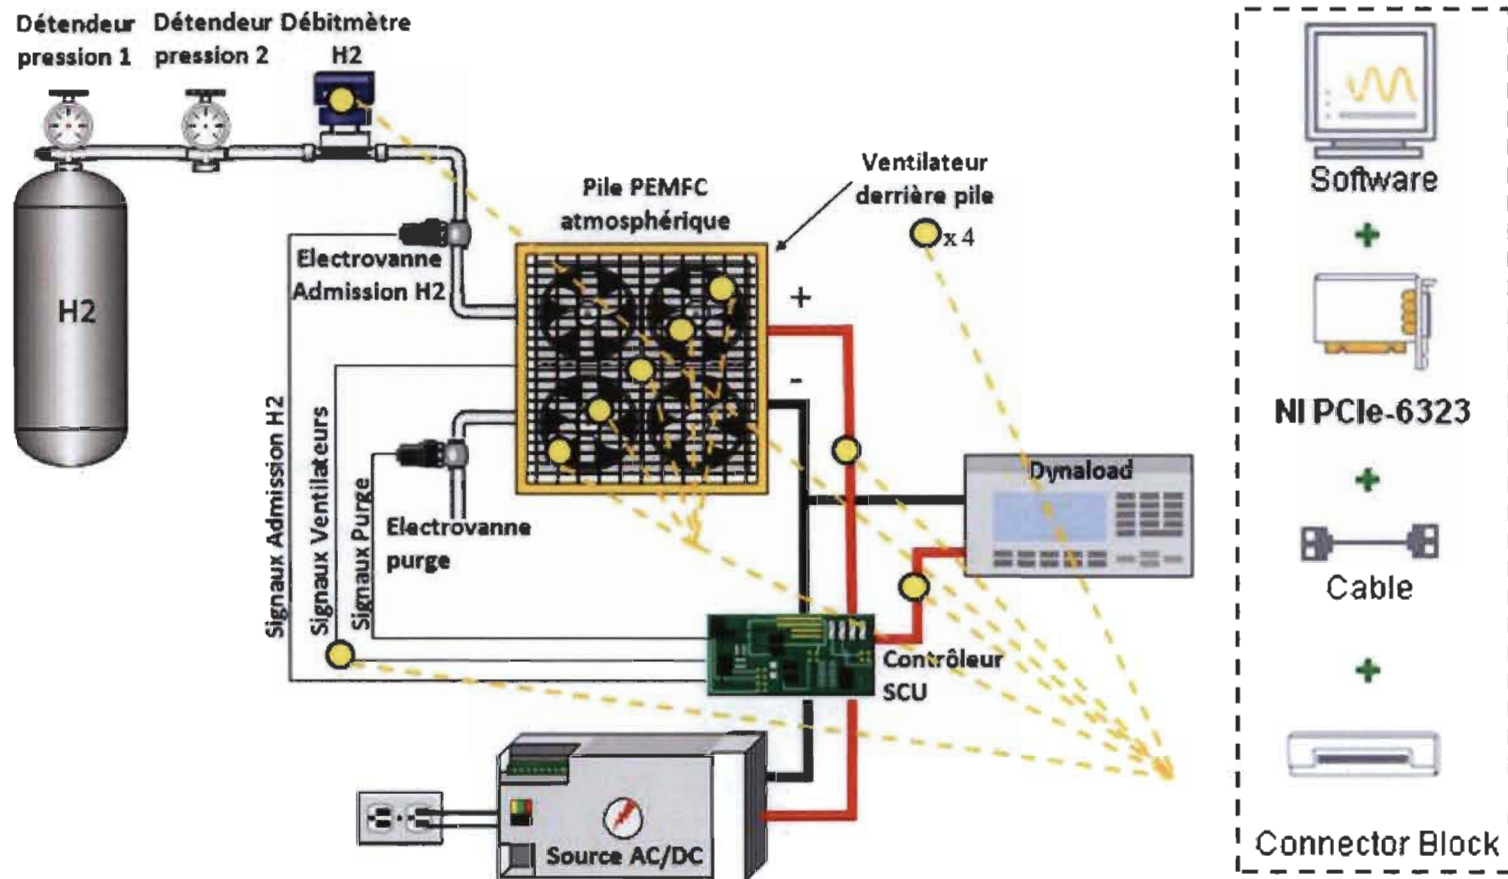 Détendeur
pression 1
Détendeur
pression 2
Débitmètre
H2
H2
Electrovanne
Admission H2
Pile PEMFC
atmosphérique
Ventilateur
derrière pile
x 4
+
-
Signaux Admission H2
Signaux Ventilateurs
Signaux Purge
Electrovanne
purge
Dynaload
Contrôleur
SCU
Source AC/DC
Software
+
NI PCIe-6323
+
Cable
+
Connector Block